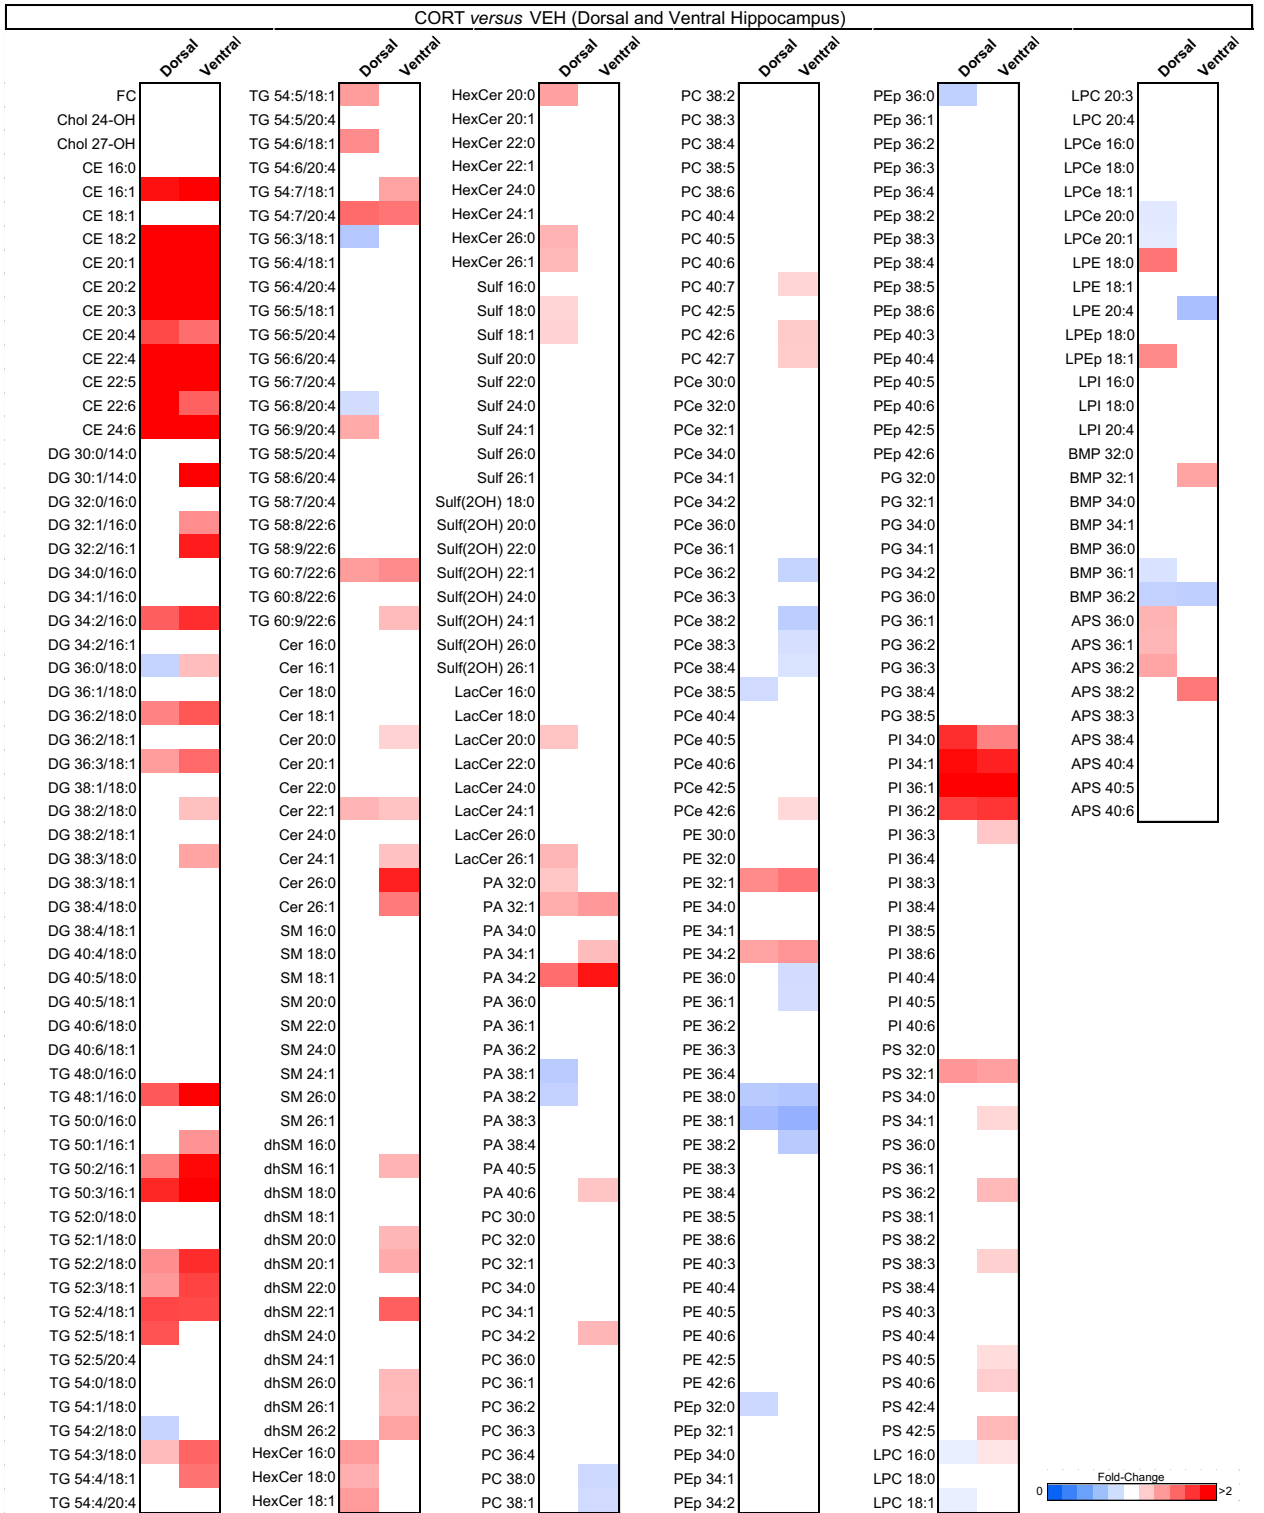 CORT versus VEH (Dorsal and Ventral Hippocampus)
Dorsal Ventral
FC
Chol 24-OH
Chol 27-OH
CE 16:0
CE 16:1
CE 18:1
CE 18:2
CE 20:1
CE 20:2
CE 20:3
CE 20:4
CE 22:4
CE 22:5
CE 22:6
CE 24:6
DG 30:0/14:0
DG 30:1/14:0
DG 32:0/16:0
DG 32:1/16:0
DG 32:2/16:1
DG 34:0/16:0
DG 34:1/16:0
DG 34:2/16:0
DG 34:2/16:1
DG 36:0/18:0
DG 36:1/18:0
DG 36:2/18:0
DG 36:2/18:1
DG 36:3/18:1
DG 38:1/18:0
DG 38:2/18:0
DG 38:2/18:1
DG 38:3/18:0
DG 38:3/18:1
DG 38:4/18:0
DG 38:4/18:1
DG 40:4/18:0
DG 40:5/18:0
DG 40:5/18:1
DG 40:6/18:0
DG 40:6/18:1
TG 48:0/16:0
TG 48:1/16:0
TG 50:0/16:0
TG 50:1/16:1
TG 50:2/16:1
TG 50:3/16:1
TG 52:0/18:0
TG 52:1/18:0
TG 52:2/18:0
TG 52:3/18:1
TG 52:4/18:1
TG 52:5/18:1
TG 52:5/20:4
TG 54:0/18:0
TG 54:1/18:0
TG 54:2/18:0
TG 54:3/18:0
TG 54:4/18:1
TG 54:4/20:4
Dorsal Ventral
TG 54:5/18:1
TG 54:5/20:4
TG 54:6/18:1
TG 54:6/20:4
TG 54:7/18:1
TG 54:7/20:4
TG 56:3/18:1
TG 56:4/18:1
TG 56:4/20:4
TG 56:5/18:1
TG 56:5/20:4
TG 56:6/20:4
TG 56:7/20:4
TG 56:8/20:4
TG 56:9/20:4
TG 58:5/20:4
TG 58:6/20:4
TG 58:7/20:4
TG 58:8/22:6
TG 58:9/22:6
TG 60:7/22:6
TG 60:8/22:6
TG 60:9/22:6
Cer 16:0
Cer 16:1
Cer 18:0
Cer 18:1
Cer 20:0
Cer 20:1
Cer 22:0
Cer 22:1
Cer 24:0
Cer 24:1
Cer 26:0
Cer 26:1
SM 16:0
SM 18:0
SM 18:1
SM 20:0
SM 22:0
SM 24:0
SM 24:1
SM 26:0
SM 26:1
dhSM 16:0
dhSM 16:1
dhSM 18:0
dhSM 18:1
dhSM 20:0
dhSM 20:1
dhSM 22:0
dhSM 22:1
dhSM 24:0
dhSM 24:1
dhSM 26:0
dhSM 26:1
dhSM 26:2
HexCer 16:0
HexCer 18:0
HexCer 18:1
Dorsal Ventral
HexCer 20:0
HexCer 20:1
HexCer 22:0
HexCer 22:1
HexCer 24:0
HexCer 24:1
HexCer 26:0
HexCer 26:1
Sulf 16:0
Sulf 18:0
Sulf 18:1
Sulf 20:0
Sulf 22:0
Sulf 24:0
Sulf 24:1
Sulf 26:0
Sulf 26:1
Sulf(2OH) 18:0
Sulf(2OH) 20:0
Sulf(2OH) 22:0
Sulf(2OH) 22:1
Sulf(2OH) 24:0
Sulf(2OH) 24:1
Sulf(2OH) 26:0
Sulf(2OH) 26:1
LacCer 16:0
LacCer 18:0
LacCer 20:0
LacCer 22:0
LacCer 24:0
LacCer 24:1
LacCer 26:0
LacCer 26:1
PA 32:0
PA 32:1
PA 34:0
PA 34:1
PA 34:2
PA 36:0
PA 36:1
PA 36:2
PA 38:1
PA 38:2
PA 38:3
PA 38:4
PA 40:5
PA 40:6
PC 30:0
PC 32:0
PC 32:1
PC 34:0
PC 34:1
PC 34:2
PC 36:0
PC 36:1
PC 36:2
PC 36:3
PC 36:4
PC 38:0
PC 38:1
Dorsal Ventral
PC 38:2
PC 38:3
PC 38:4
PC 38:5
PC 38:6
PC 40:4
PC 40:5
PC 40:6
PC 40:7
PC 42:5
PC 42:6
PC 42:7
PCe 30:0
PCe 32:0
PCe 32:1
PCe 34:0
PCe 34:1
PCe 34:2
PCe 36:0
PCe 36:1
PCe 36:2
PCe 36:3
PCe 38:2
PCe 38:3
PCe 38:4
PCe 38:5
PCe 40:4
PCe 40:5
PCe 40:6
PCe 42:5
PCe 42:6
PE 30:0
PE 32:0
PE 32:1
PE 34:0
PE 34:1
PE 34:2
PE 36:0
PE 36:1
PE 36:2
PE 36:3
PE 36:4
PE 38:0
PE 38:1
PE 38:2
PE 38:3
PE 38:4
PE 38:5
PE 38:6
PE 40:3
PE 40:4
PE 40:5
PE 40:6
PE 42:5
PE 42:6
PEp 32:0
PEp 32:1
PEp 34:0
PEp 34:1
PEp 34:2
Dorsal Ventral
PEp 36:0
PEp 36:1
PEp 36:2
PEp 36:3
PEp 36:4
PEp 38:2
PEp 38:3
PEp 38:4
PEp 38:5
PEp 38:6
PEp 40:3
PEp 40:4
PEp 40:5
PEp 40:6
PEp 42:5
PEp 42:6
PG 32:0
PG 32:1
PG 34:0
PG 34:1
PG 34:2
PG 36:0
PG 36:1
PG 36:2
PG 36:3
PG 38:4
PG 38:5
PI 34:0
PI 34:1
PI 36:1
PI 36:2
PI 36:3
PI 36:4
PI 38:3
PI 38:4
PI 38:5
PI 38:6
PI 40:4
PI 40:5
PI 40:6
PS 32:0
PS 32:1
PS 34:0
PS 34:1
PS 36:0
PS 36:1
PS 36:2
PS 38:1
PS 38:2
PS 38:3
PS 38:4
PS 40:3
PS 40:4
PS 40:5
PS 40:6
PS 42:4
PS 42:5
LPC 16:0
LPC 18:0
LPC 18:1
Dorsal Ventral
LPC 20:3
LPC 20:4
LPCe 16:0
LPCe 18:0
LPCe 18:1
LPCe 20:0
LPCe 20:1
LPE 18:0
LPE 18:1
LPE 20:4
LPEp 18:0
LPEp 18:1
LPI 16:0
LPI 18:0
LPI 20:4
BMP 32:0
BMP 32:1
BMP 34:0
BMP 34:1
BMP 36:0
BMP 36:1
BMP 36:2
APS 36:0
APS 36:1
APS 36:2
APS 38:2
APS 38:3
APS 38:4
APS 40:4
APS 40:5
APS 40:6
Fold-Change
0 >2